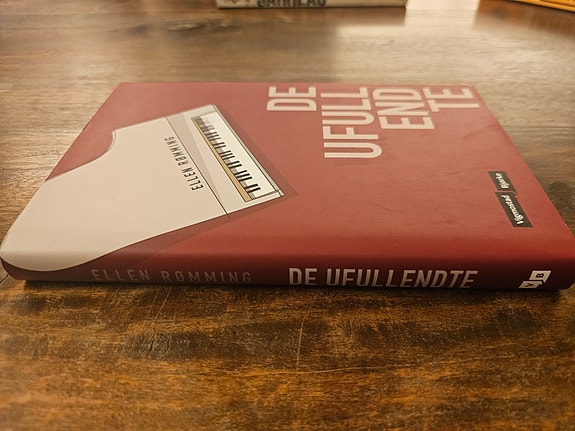 DE
UFULL
END
TE
ELLEN RØMMING
Vigmostad Bjørke
ELLEN RØMMING DE UFULLENDTE VB